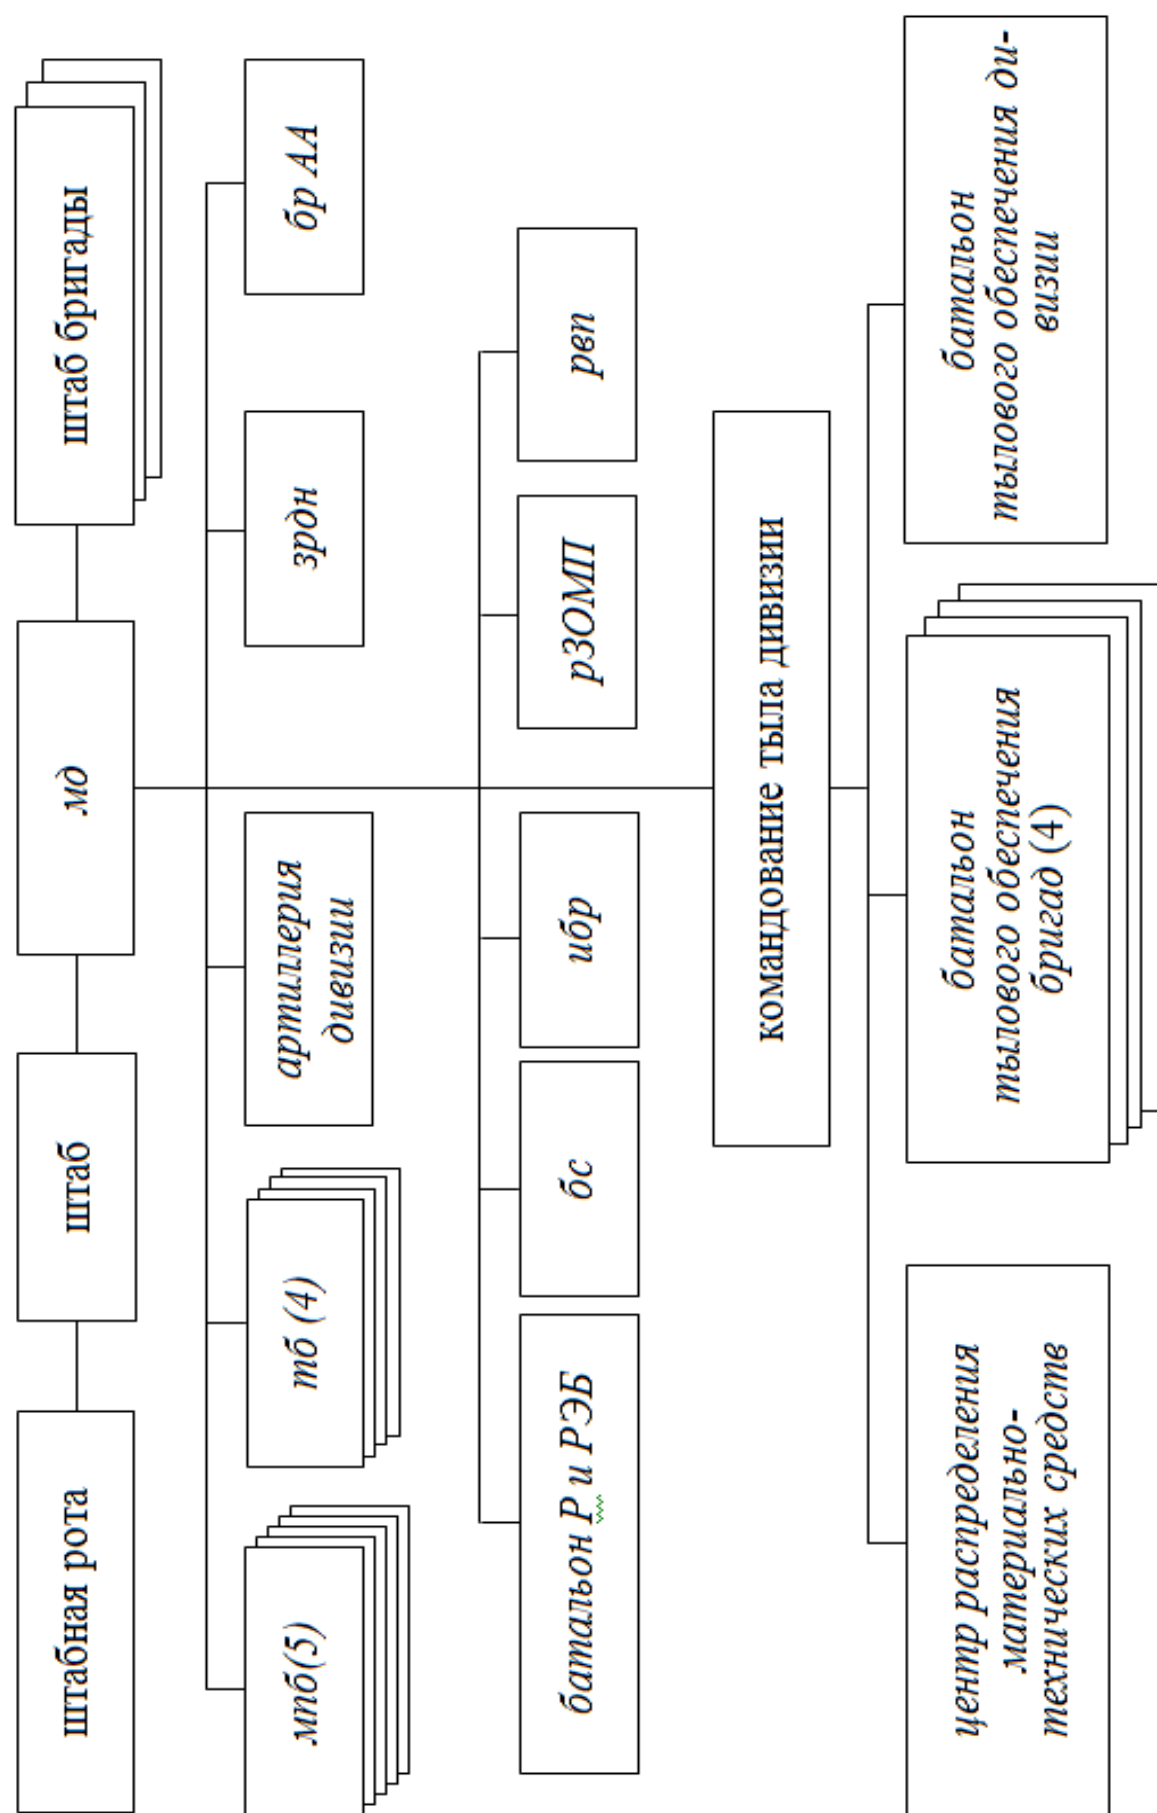 штабная рота
штаб
мд
штаб бригады
мпб(5)
тб (4)
артиллерия
дивизии
зрдн
бр АА
батальон Р и РЭБ
бс
ибр
рЗОМП
рвп
командование тыла дивизии
центр распределения
материально-
технических средств
батальон
тылового обеспечения
бригад (4)
батальон
тылового обеспечения ди-
визии